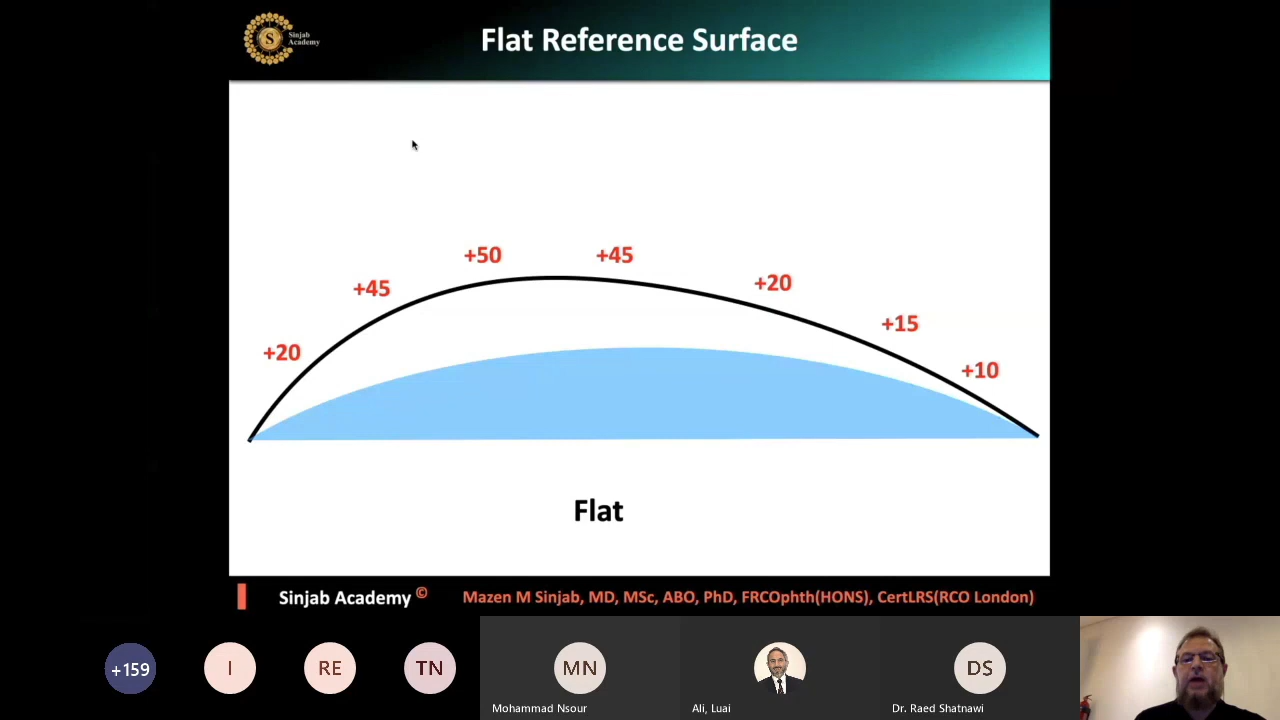 Sinjab
Academy
S
Flat Reference Surface
+50
+45
+45
+20
+15
+20
+10
Flat
Sinjab Academy ©
Mazen M Sinjab, MD, MSc, ABO, PhD, FRCOphth(HONS), CertLRS(RCO London)
+159
I
RE
TN
MN
DS
Mohammad Nsour
Ali, Luai
Dr. Raed Shatnawi